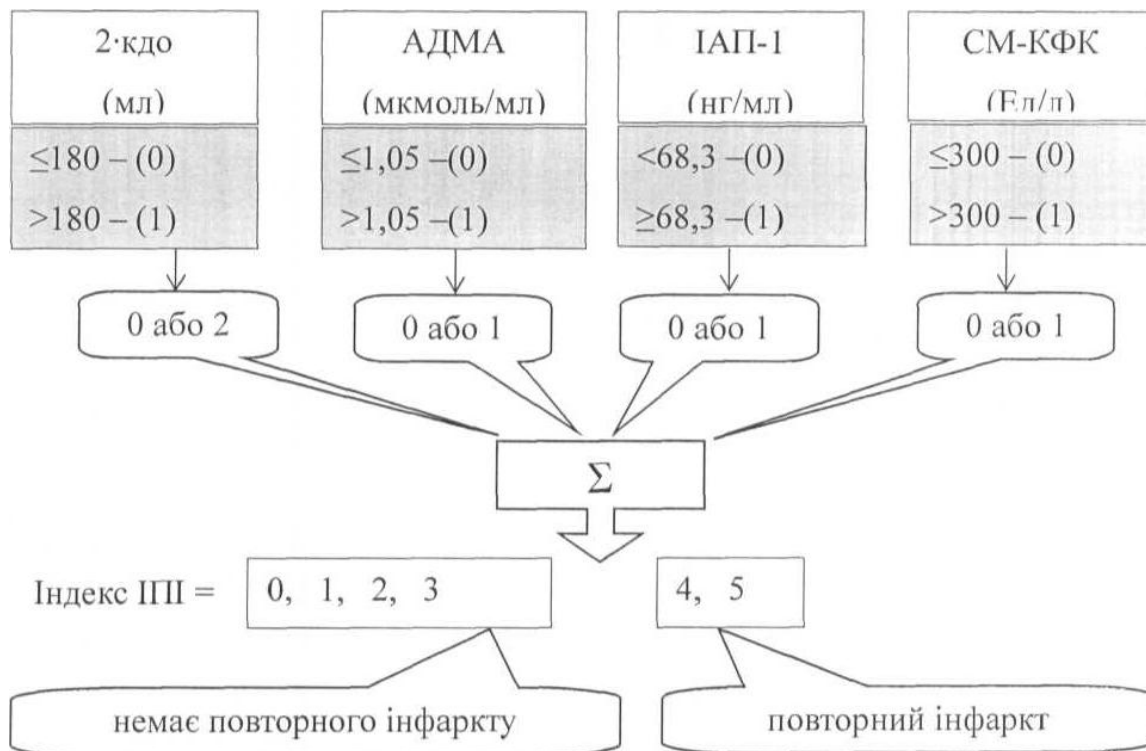 2·кдо АДМА ІАП-1 СМ-КФК
(мл) (мкмоль/мл) (нг/мл) (Ед/л)
≤180 – (0) ≤1,05 –(0) <68,3 –(0) ≤300 – (0)
>180 – (1) >1,05 –(1) ≥68,3 –(1) >300 – (1)
0 або 2 0 або 1 0 або 1 0 або 1
Σ
Індекс ІПІ = 0, 1, 2, 3 4, 5
немає повторного інфаркту повторний інфаркт